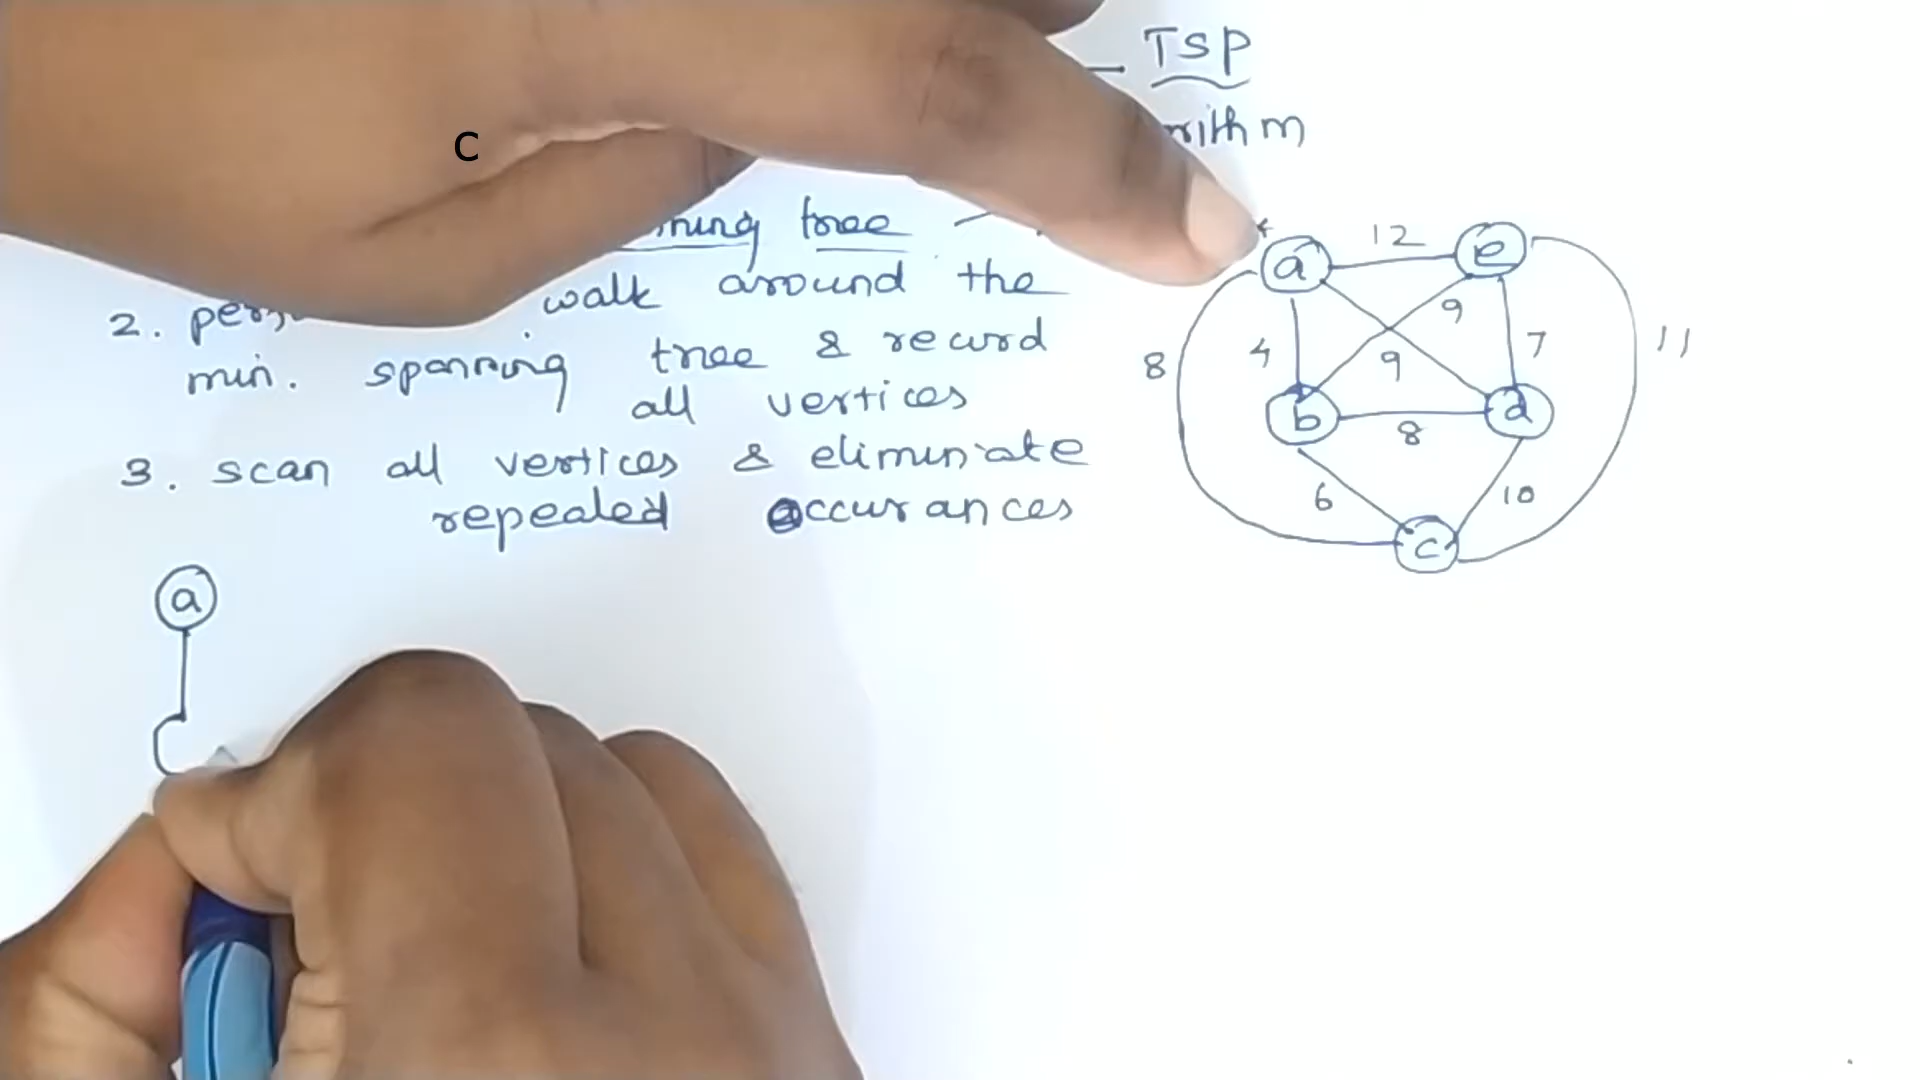 TSP
rithm
C
ning tree
2. per walk around the
min. spanning tree & record
all vertices
3. scan all vertices & eliminate
repeated occurances
a 12 e
9
8 4 9 7 11
b 8 d
6 10
c
a